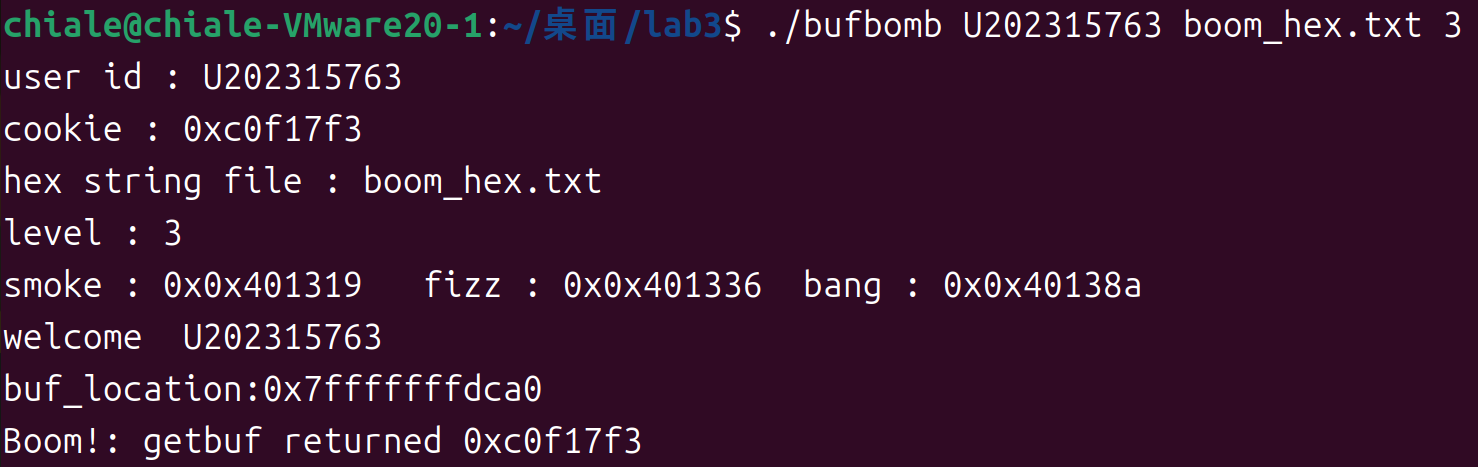 chiale@chiale-VMware20-1:~/桌面/lab3$ ./bufbomb U202315763 boom_hex.txt 3
user id : U202315763
cookie : 0xc0f17f3
hex string file : boom_hex.txt
level : 3
smoke : 0x0x401319   fizz : 0x0x401336  bang : 0x0x40138a
welcome  U202315763
buf_location:0x7fffffffdca0
Boom!: getbuf returned 0xc0f17f3